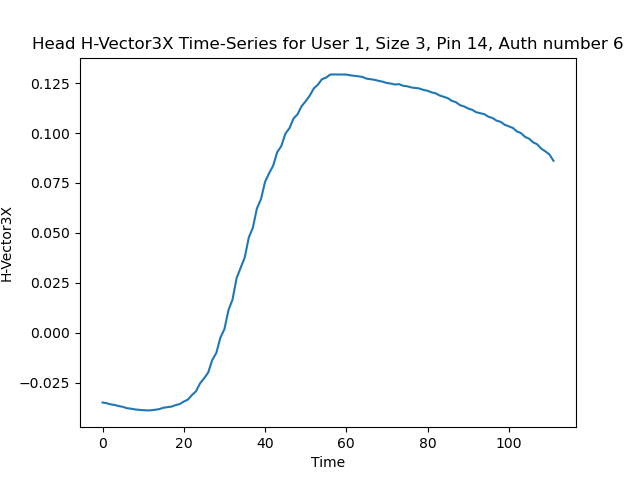 Head H-Vector3X Time-Series for User 1, Size 3, Pin 14, Auth number 6
H-Vector3X
0.125
0.100
0.075
0.050
0.025
0.000
−0.025
0 20 40 60 80 100
Time